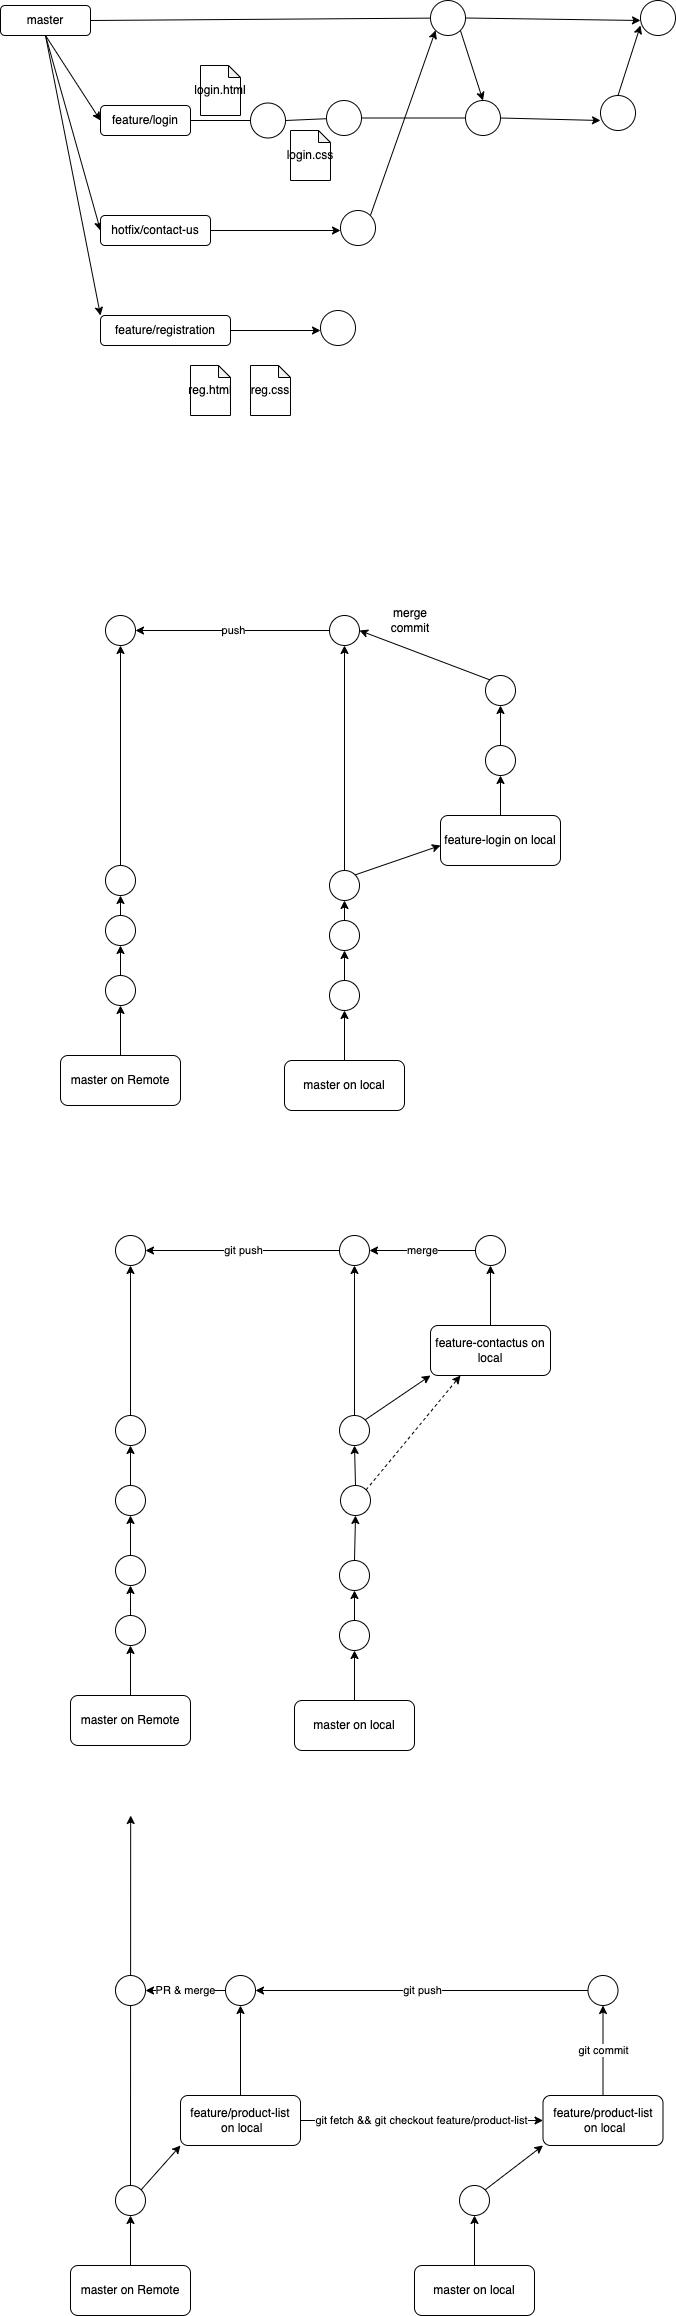 master
login.html
feature/login
login.css
hotfix/contact-us
feature/registration
reg.html
reg.css
merge
commit
push
feature-login on local
master on Remote
master on local
git push
merge
feature-contactus on
local
master on Remote
master on local
PR & merge
git push
git commit
feature/product-list
on local
git fetch && git checkout feature/product-list
feature/product-list
on local
master on Remote
master on local